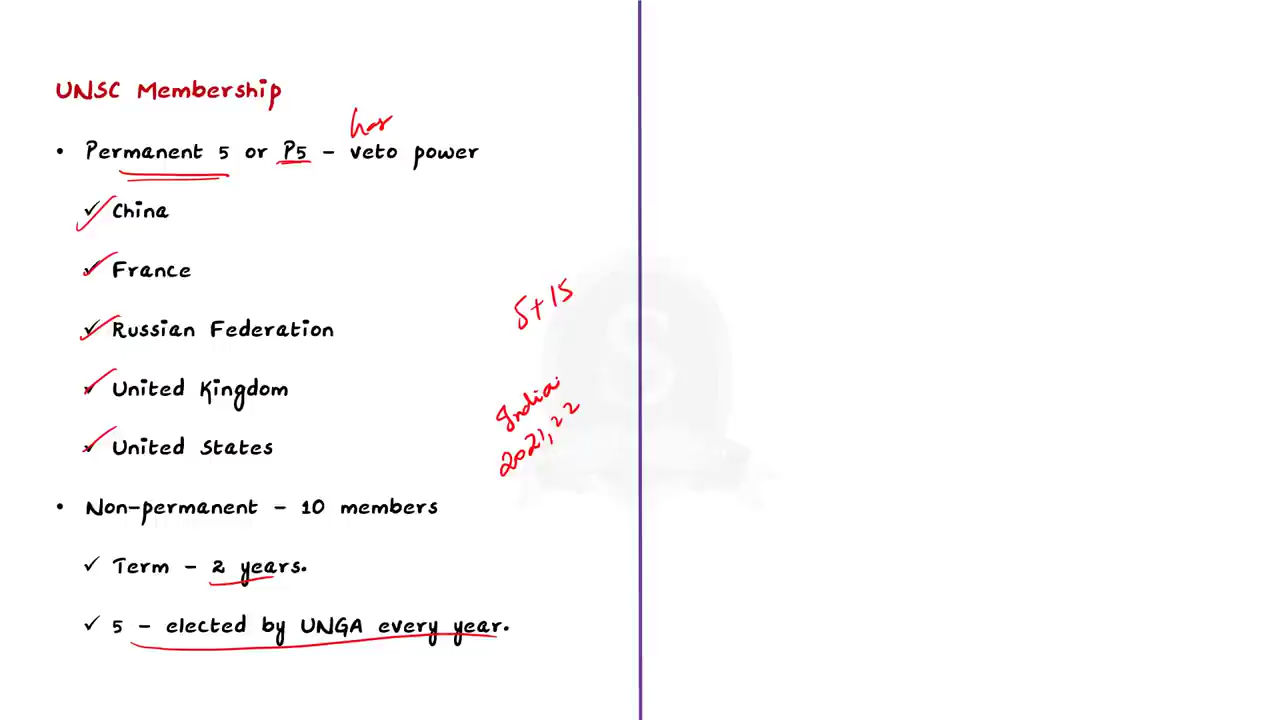 UNSC Membership
has
• Permanent 5 or P5 – veto power
✓ China
✓ France
✓ Russian Federation
✓ United Kingdom
✓ United States
5+15
India:
2021,22
• Non-permanent – 10 members
✓ Term – 2 years.
✓ 5 – elected by UNGA every year.
S